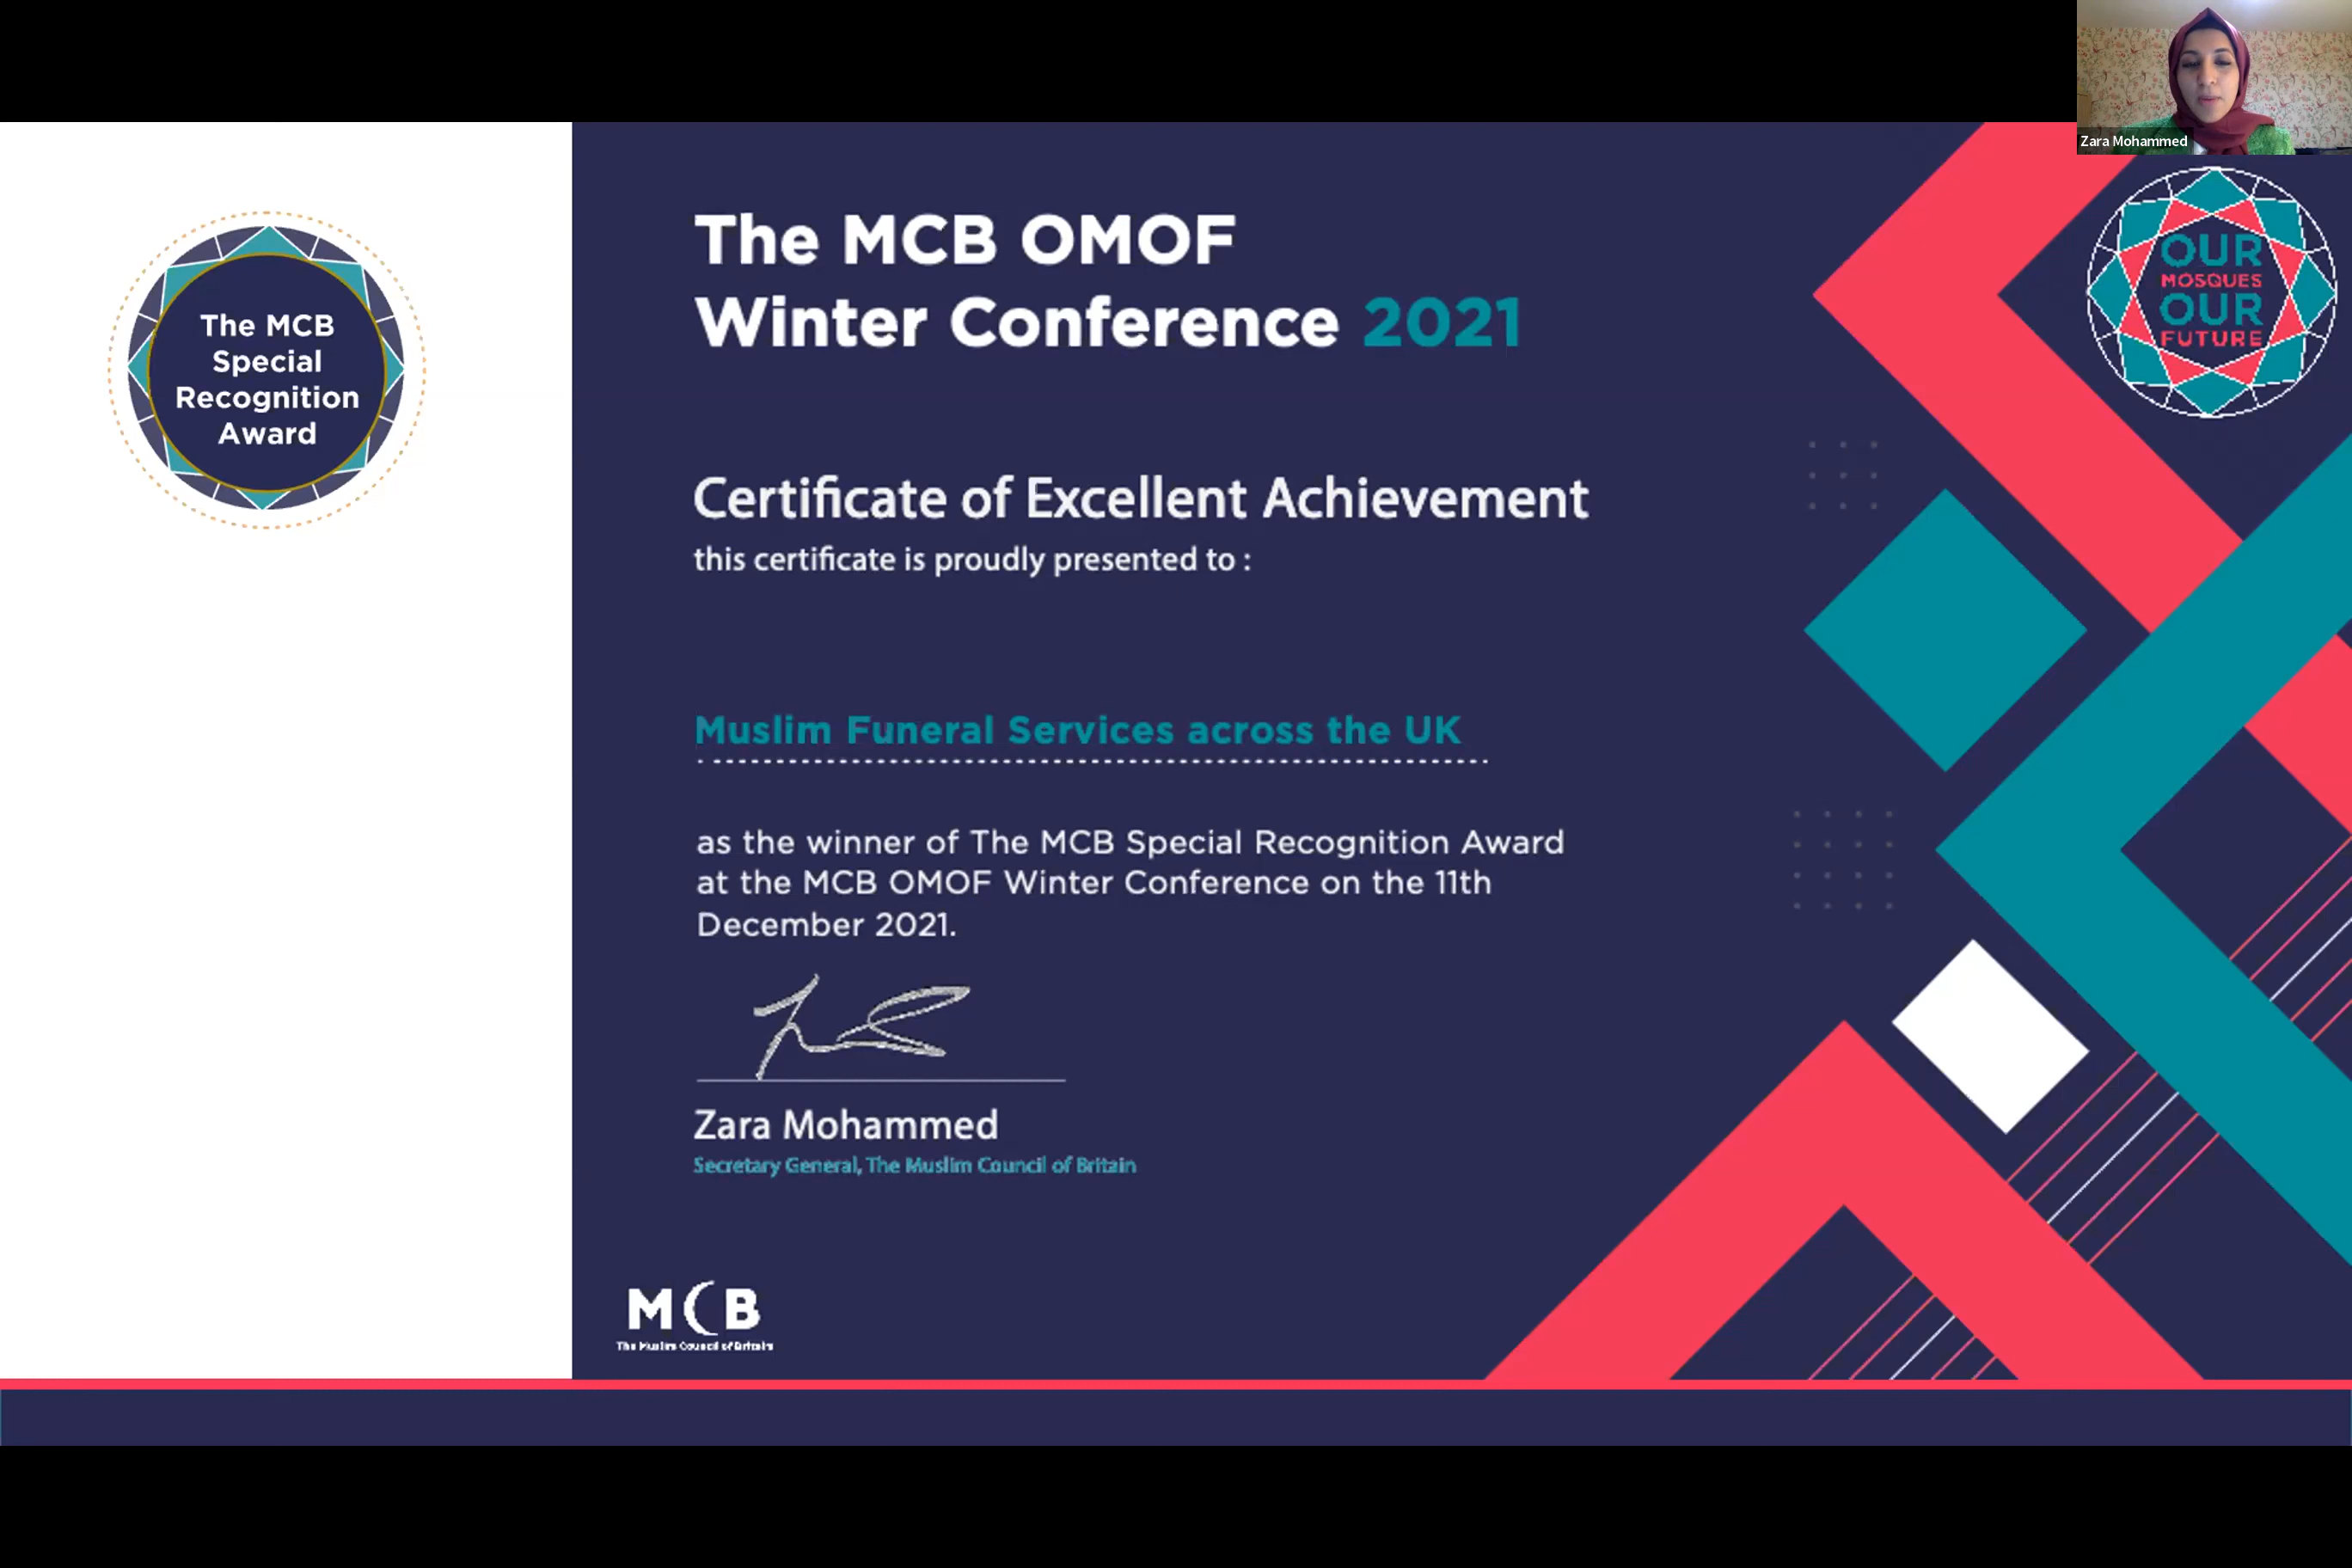 Zara Mohammed
The MCB
Special
Recognition
Award
The MCB OMOF
Winter Conference 2021
OUR
MOSQUES
OUR
FUTURE
Certificate of Excellent Achievement
this certificate is proudly presented to :
Muslim Funeral Services across the UK
as the winner of The MCB Special Recognition Award
at the MCB OMOF Winter Conference on the 11th
December 2021.
Zara Mohammed
Secretary General, The Muslim Council of Britain
MCB
The Muslim Council of Britain